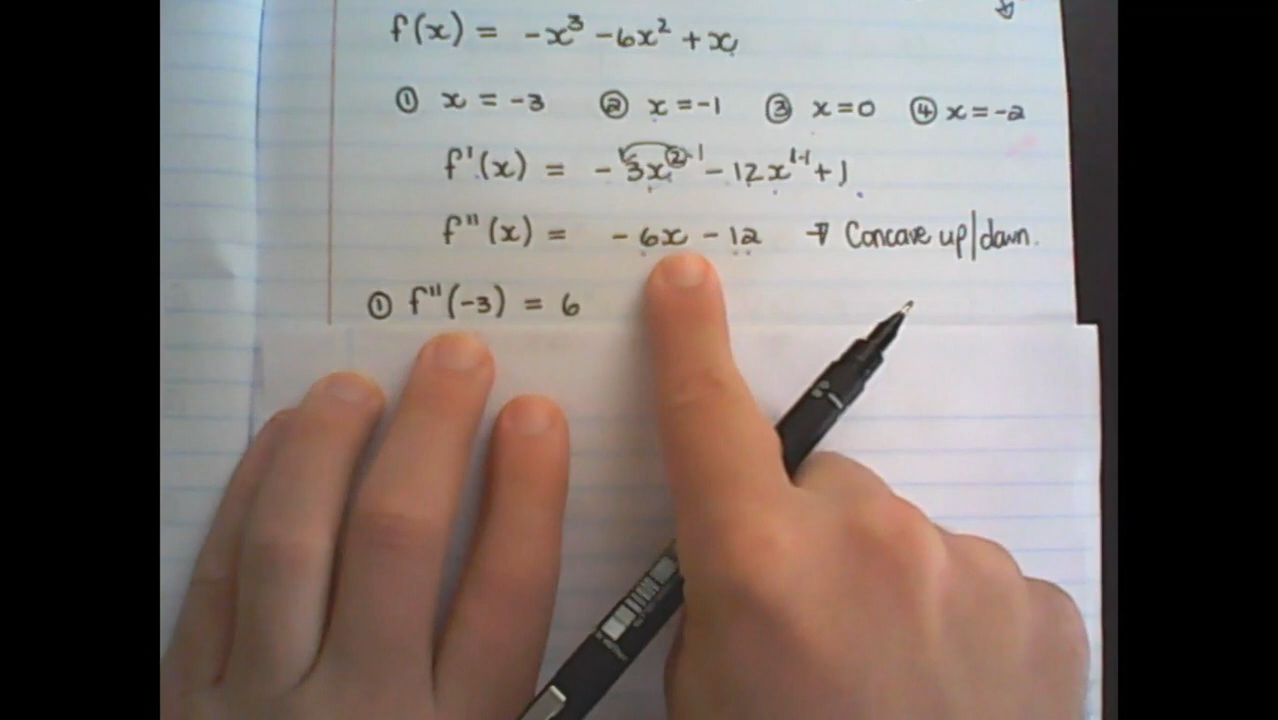 f(x) = -x³ - 6x² + x
① x = -3 ② x = -1 ③ x = 0 ④ x = -2
f'(x) = - 3x² - 1 - 12x¹⁻¹ + 1
f"(x) = - 6x - 12 → Concave up/down.
① f"(-3) = 6